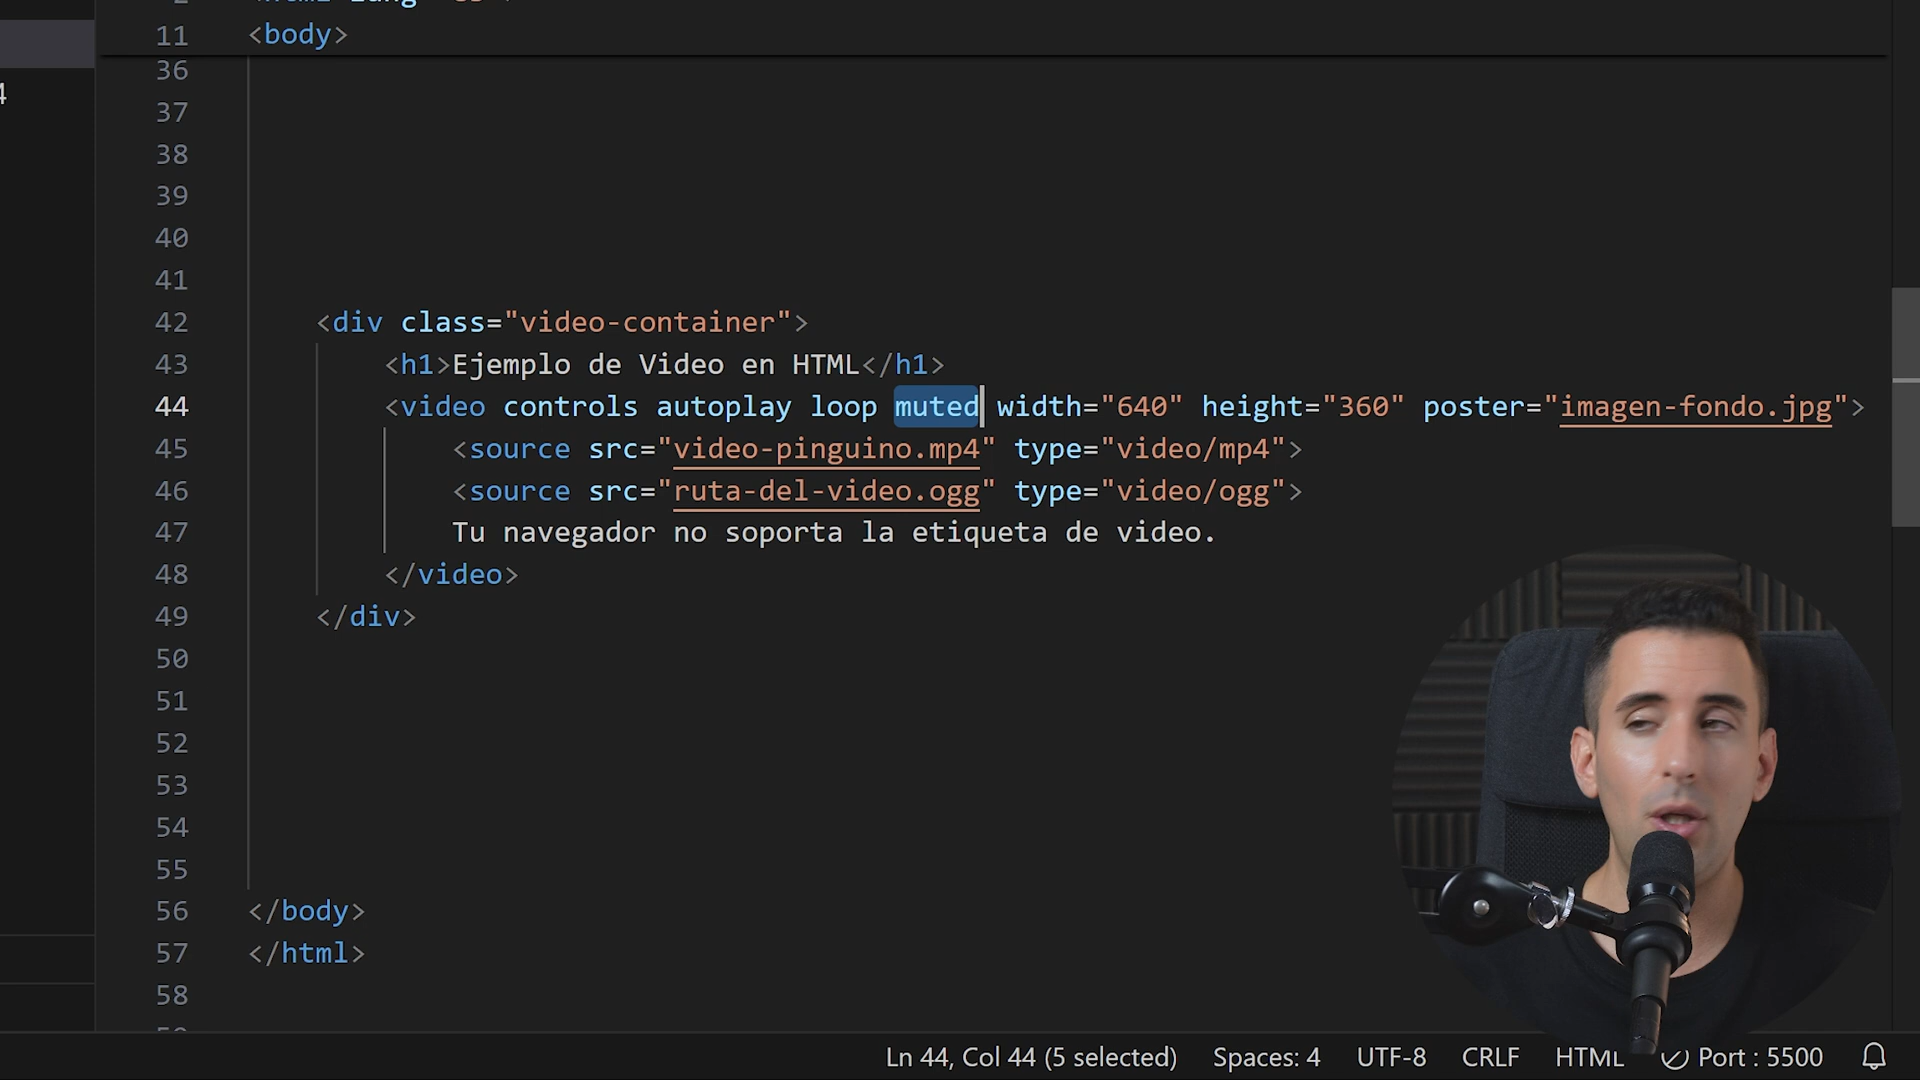 11 <body>
36
37
38
39
40
41
42 <div class="video-container">
43 <h1>Ejemplo de Video en HTML</h1>
44 <video controls autoplay loop muted width="640" height="360" poster="imagen-fondo.jpg">
45 <source src="video-pinguino.mp4" type="video/mp4">
46 <source src="ruta-del-video.ogg" type="video/ogg">
47 Tu navegador no soporta la etiqueta de video.
48 </video>
49 </div>
50
51
52
53
54
55
56 </body>
57 </html>
58
Ln 44, Col 44 (5 selected) Spaces: 4 UTF-8 CRLF HTML Port : 5500